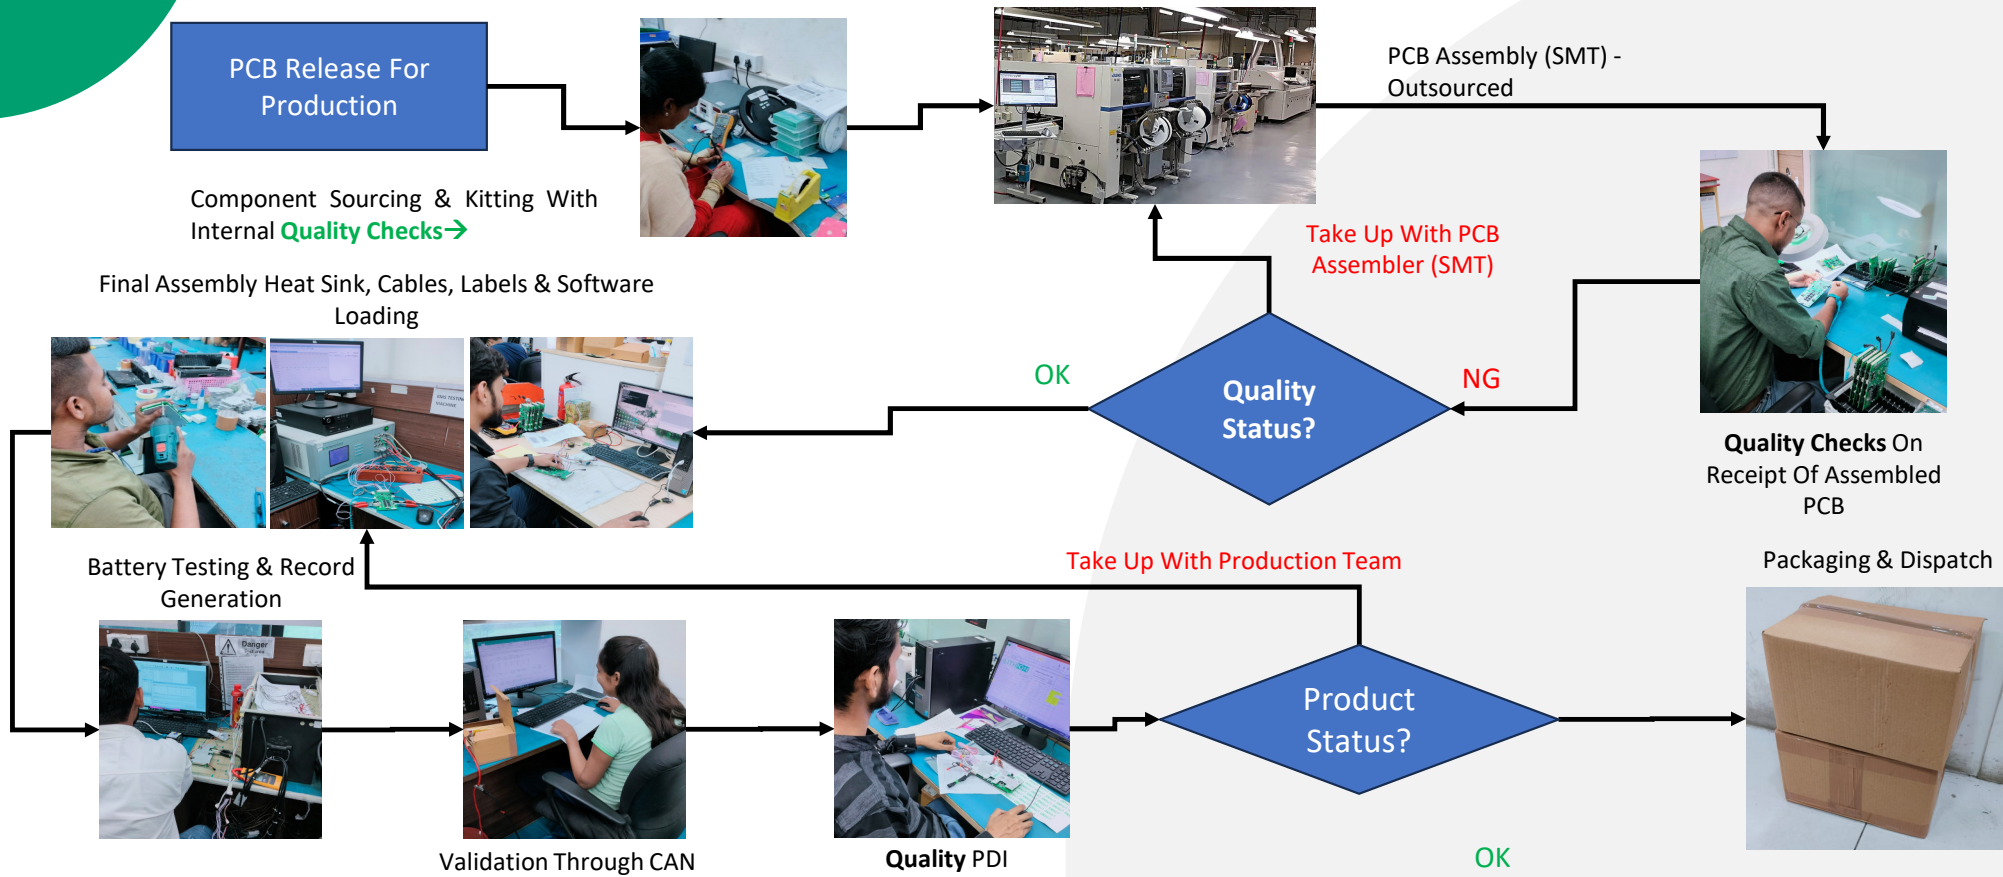 PCB Release For
Production
PCB Assembly (SMT) -
Outsourced
Component Sourcing & Kitting With
Internal Quality Checks→
Take Up With PCB
Assembler (SMT)
Final Assembly Heat Sink, Cables, Labels & Software
Loading
OK
Quality
Status?
NG
Quality Checks On
Receipt Of Assembled
PCB
Battery Testing & Record
Generation
Take Up With Production Team
Packaging & Dispatch
Danger
Product
Status?
Validation Through CAN
Quality PDI
OK